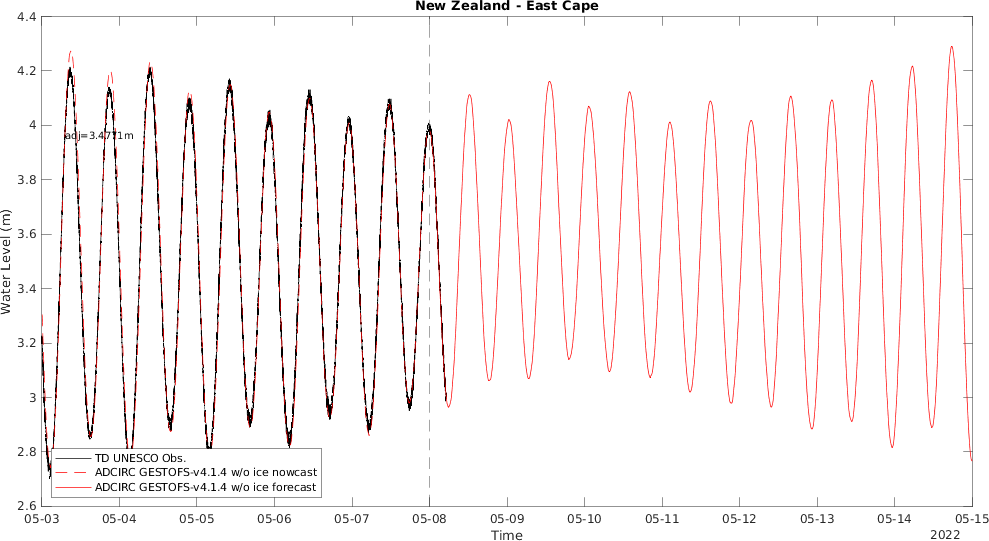 New Zealand - East Cape
Water Level (m)
4.4
4.2
4
3.8
3.6
3.4
3.2
3
2.8
2.6
adj=3.4771m
TD UNESCO Obs.
ADCIRC GESTOFS-v4.1.4 w/o ice nowcast
ADCIRC GESTOFS-v4.1.4 w/o ice forecast
05-03 05-04 05-05 05-06 05-07 05-08 05-09 05-10 05-11 05-12 05-13 05-14 05-15
Time
2022